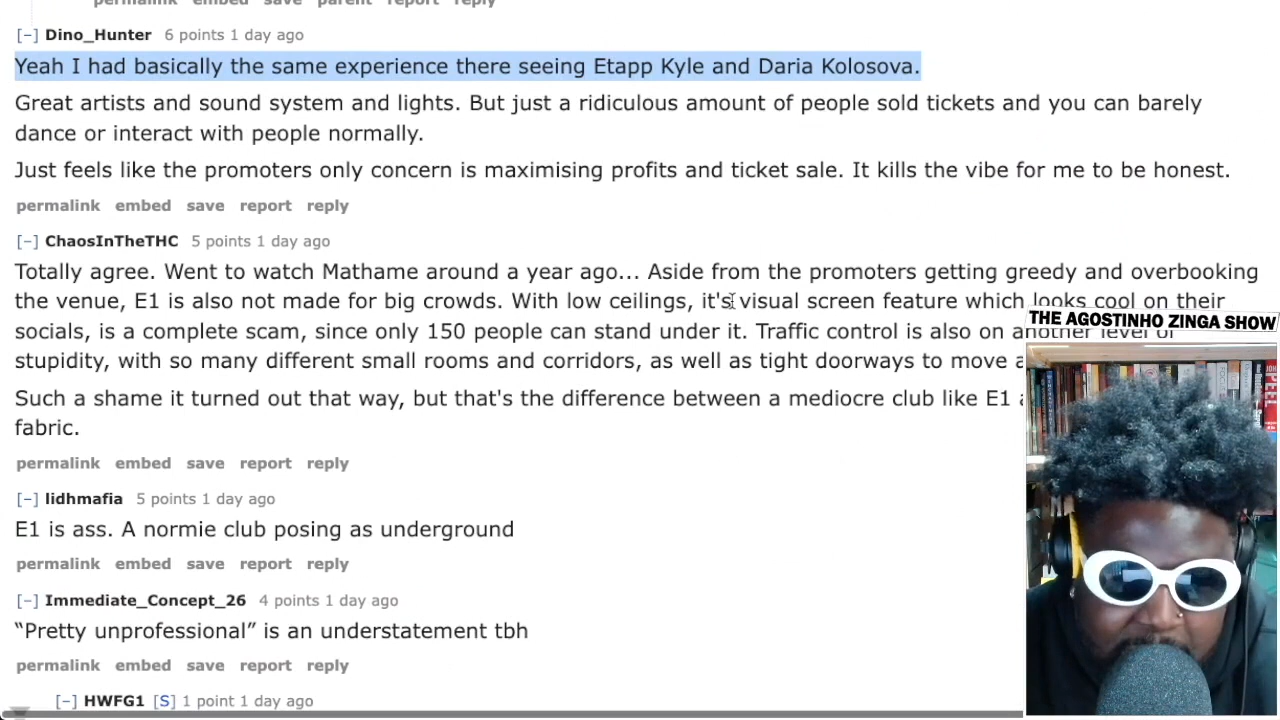 permalink embed save parent report reply
[–] Dino_Hunter 6 points 1 day ago
Yeah I had basically the same experience there seeing Etapp Kyle and Daria Kolosova.
Great artists and sound system and lights. But just a ridiculous amount of people sold tickets and you can barely
dance or interact with people normally.
Just feels like the promoters only concern is maximising profits and ticket sale. It kills the vibe for me to be honest.
permalink embed save report reply
[–] ChaosInTheTHC 5 points 1 day ago
Totally agree. Went to watch Mathame around a year ago... Aside from the promoters getting greedy and overbooking
the venue, E1 is also not made for big crowds. With low ceilings, it's visual screen feature which looks cool on their
socials, is a complete scam, since only 150 people can stand under it. Traffic control is also on another level of
stupidity, with so many different small rooms and corridors, as well as tight doorways to move
Such a shame it turned out that way, but that's the difference between a mediocre club like E1
fabric.
permalink embed save report reply
THE AGOSTINHO ZINGA SHOW
[–] lidhmafia 5 points 1 day ago
E1 is ass. A normie club posing as underground
permalink embed save report reply
[–] Immediate_Concept_26 4 points 1 day ago
“Pretty unprofessional” is an understatement tbh
permalink embed save report reply
[–] HWFG1 [S] 1 point 1 day ago